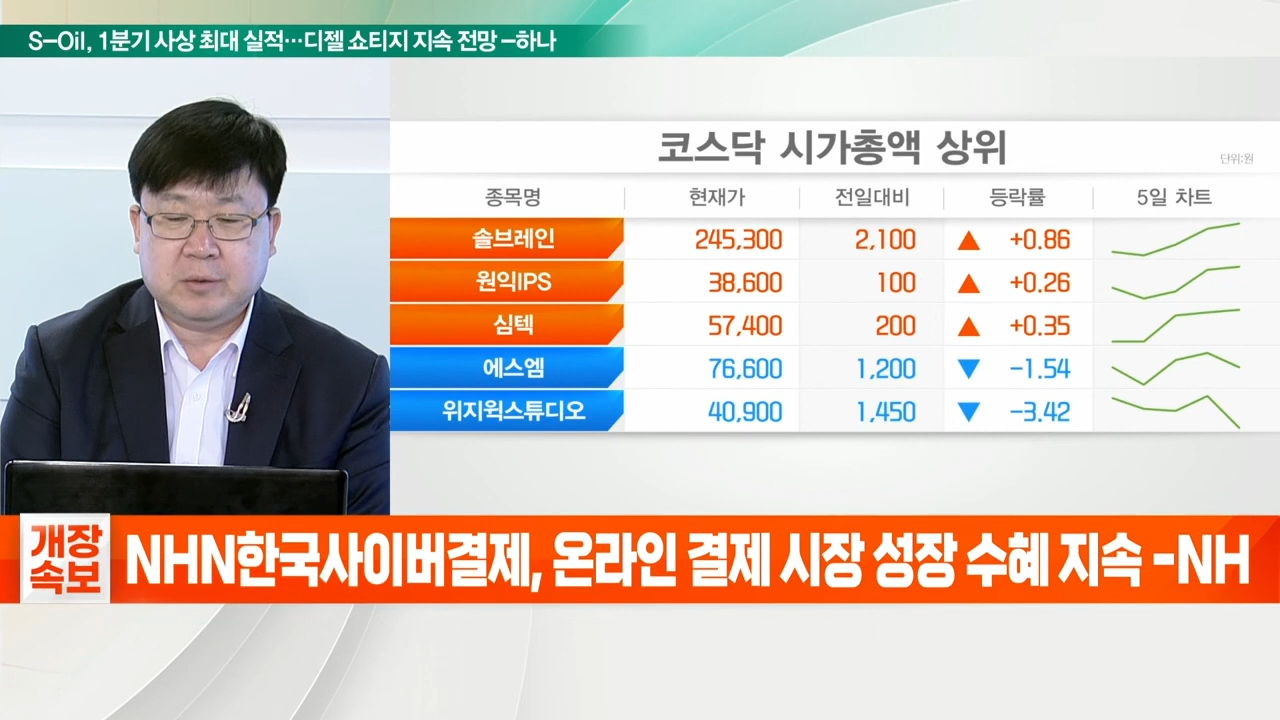 S-Oil, 1분기 사상 최대 실적…디젤 쇼티지 지속 전망 -하나
코스닥 시가총액 상위
단위:원
종목명 현재가 전일대비 등락률 5일 차트
솔브레인 245,300 2,100 ▲ +0.86
원익IPS 38,600 100 ▲ +0.26
심텍 57,400 200 ▲ +0.35
에스엠 76,600 1,200 ▼ -1.54
위지윅스튜디오 40,900 1,450 ▼ -3.42
개장
속보
NHN한국사이버결제, 온라인 결제 시장 성장 수혜 지속 -NH